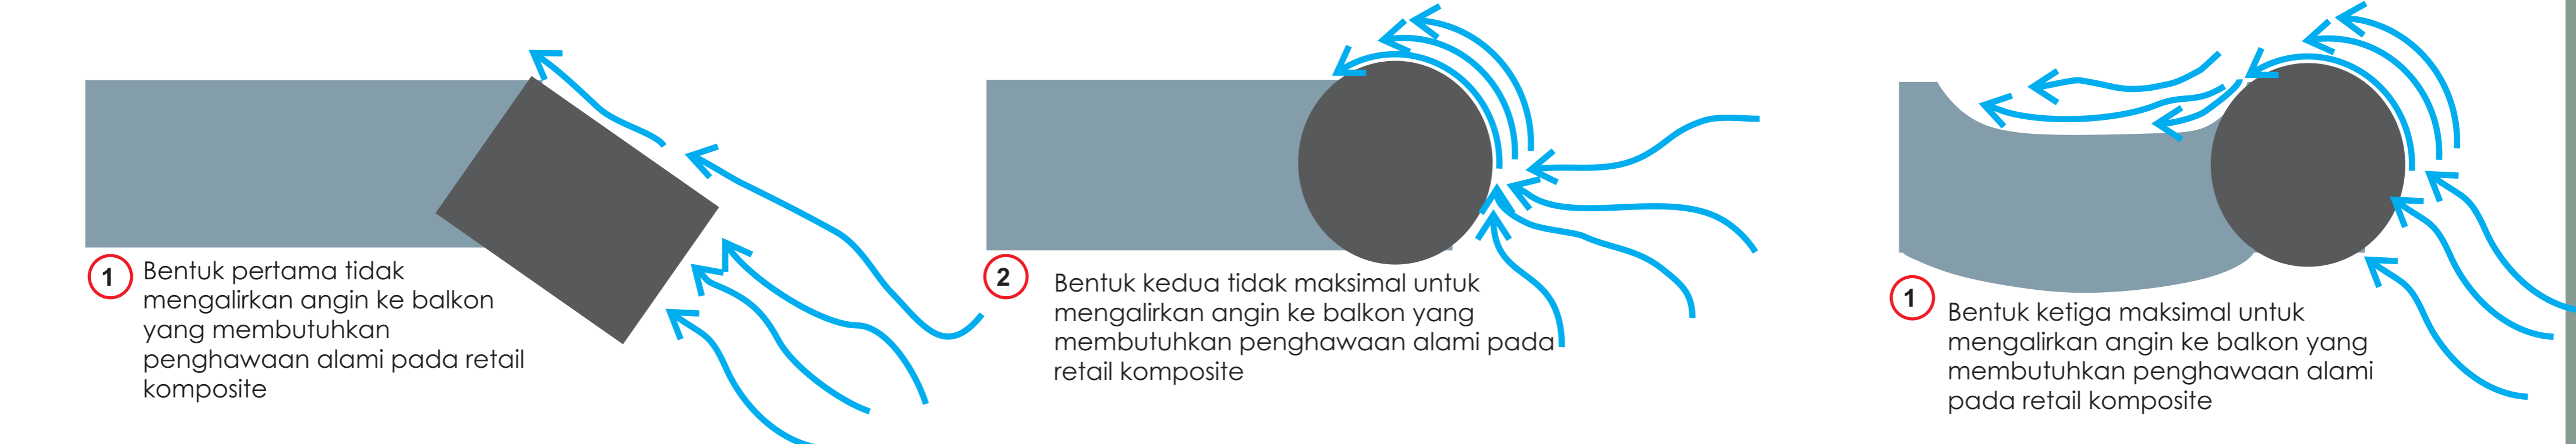 1
Bentuk pertama tidak
mengalirkan angin ke balkon
yang membutuhkan
penghawaan alami pada retail
komposite
2
Bentuk kedua tidak maksimal untuk
mengalirkan angin ke balkon yang
membutuhkan penghawaan alami pada
retail komposite
1
Bentuk ketiga maksimal untuk
mengalirkan angin ke balkon yang
membutuhkan penghawaan alami
pada retail komposite